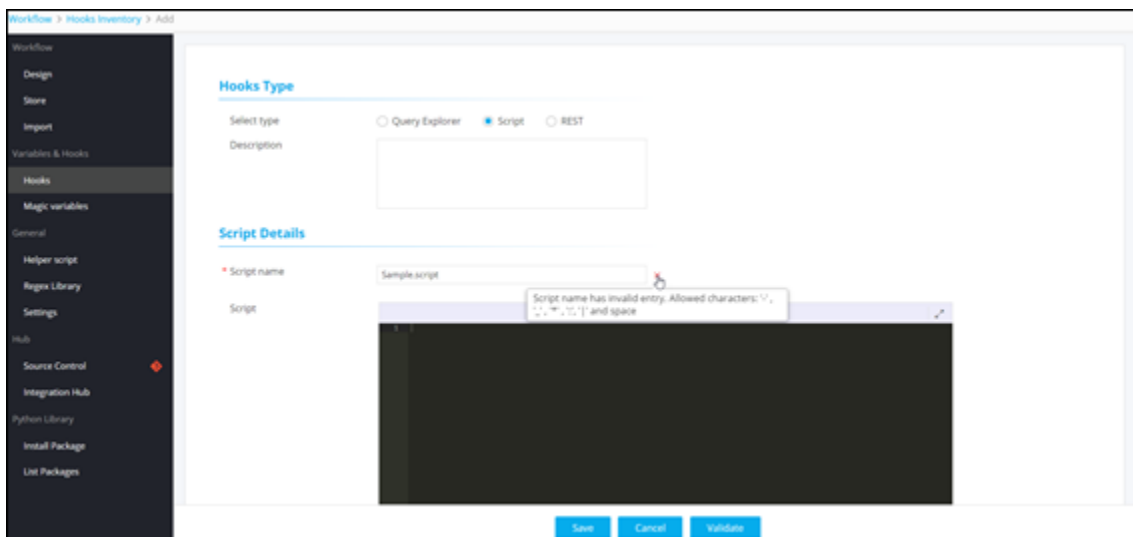 Workflow > Hooks Inventory > Add
Workflow
Design
Store
Import
Variables & Hooks
Hooks
Magic variables
General
Helper script
Regex Library
Settings
Hub
Source Control
Integration Hub
Python Library
Install Package
List Packages
Hooks Type
Select type Query Explorer Script REST
Description
Script Details
* Script name Sample.script
Script name has invalid entry. Allowed characters:
and space
Script
1
Save Cancel Validate